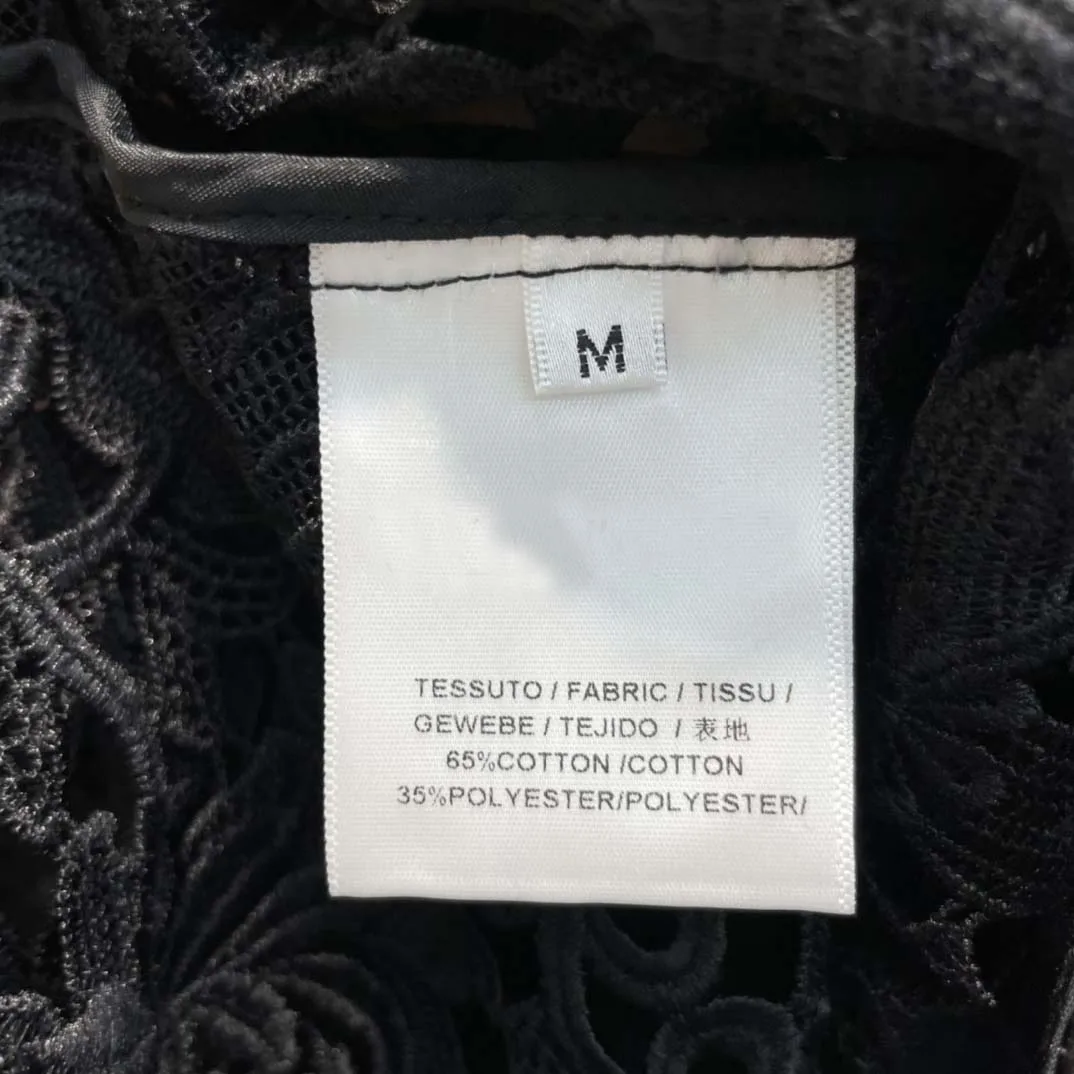 M
TESSUTO / FABRIC / TISSU /
GEWEBE / TEJIDO / 表地
65%COTTON /COTTON
35%POLYESTER/POLYESTER/